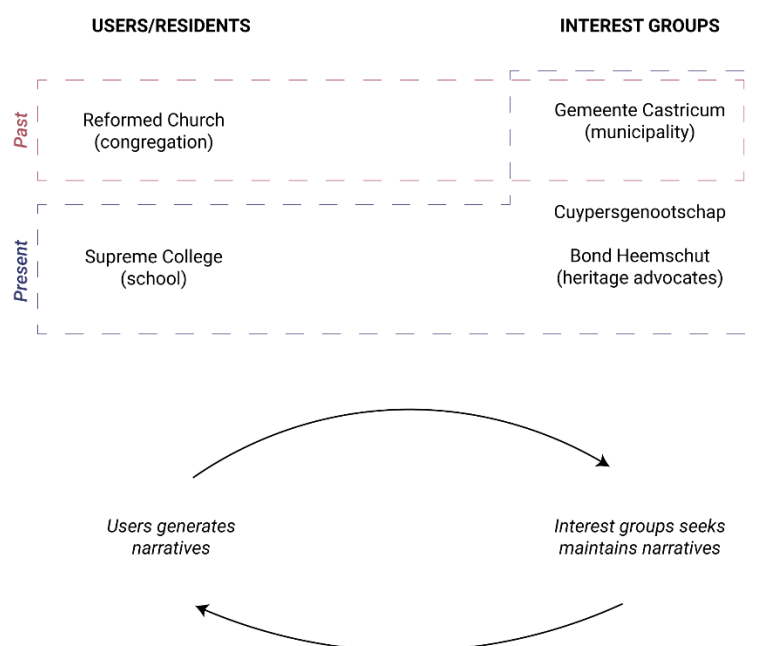 USERS/RESIDENTS
INTEREST GROUPS
Past
Reformed Church
(congregation)
Gemeente Castricum
(municipality)
Present
Supreme College
(school)
Cuypersgenootschap
Bond Heemschut
(heritage advocates)
Users generates
narratives
Interest groups seeks
maintains narratives